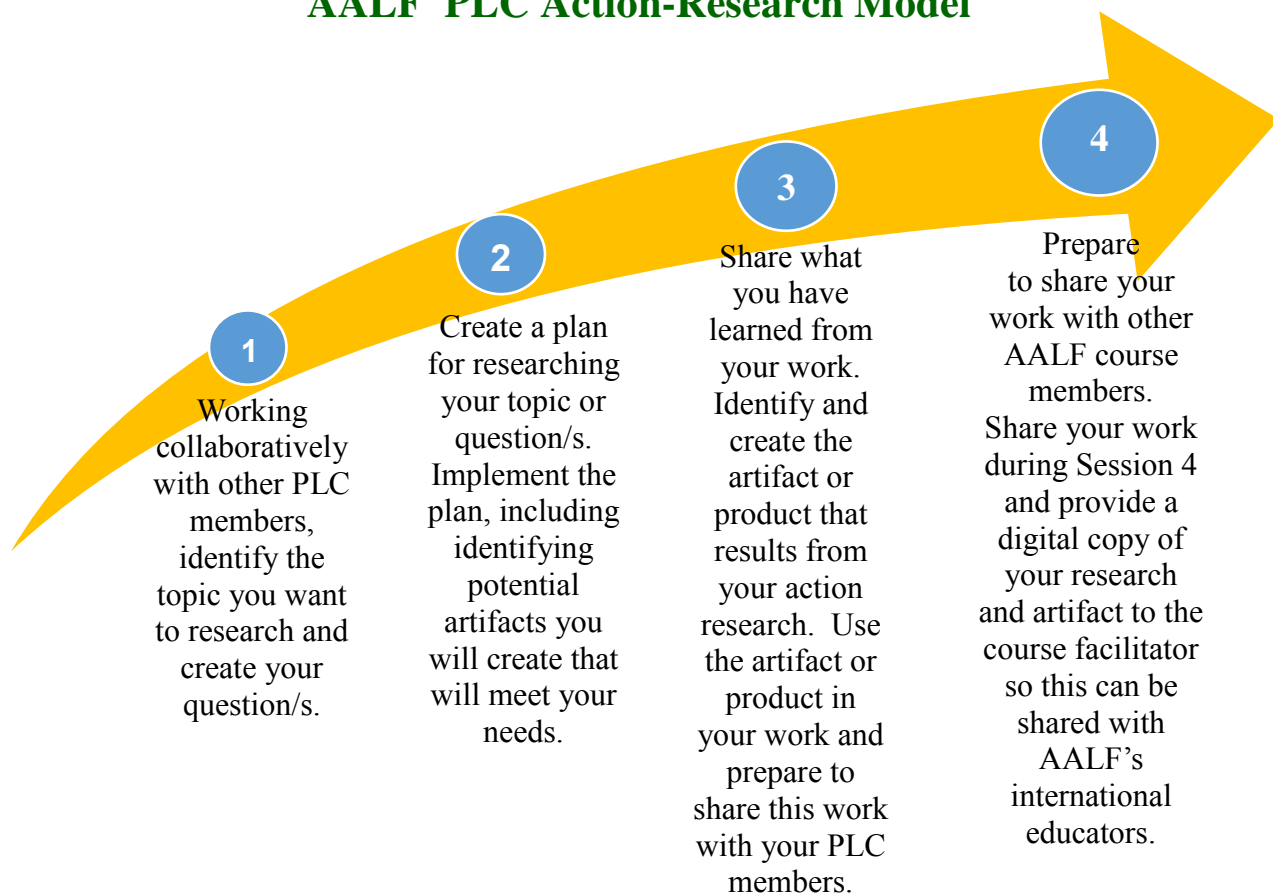 AALF PLC Action-Research Model
1
Working
collaboratively
with other PLC
members,
identify the
topic you want
to research and
create your
question/s.
2
Create a plan
for researching
your topic or
question/s.
Implement the
plan, including
identifying
potential
artifacts you
will create that
will meet your
needs.
3
Share what
you have
learned from
your work.
Identify and
create the
artifact or
product that
results from
your action
research.  Use
the artifact or
product in
your work and
prepare to
share this work
with your PLC
members.
4
Prepare
to share your
work with other
AALF course
members.
Share your work
during Session 4
and provide a
digital copy of
your research
and artifact to the
course facilitator
so this can be
shared with
AALF’s
international
educators.